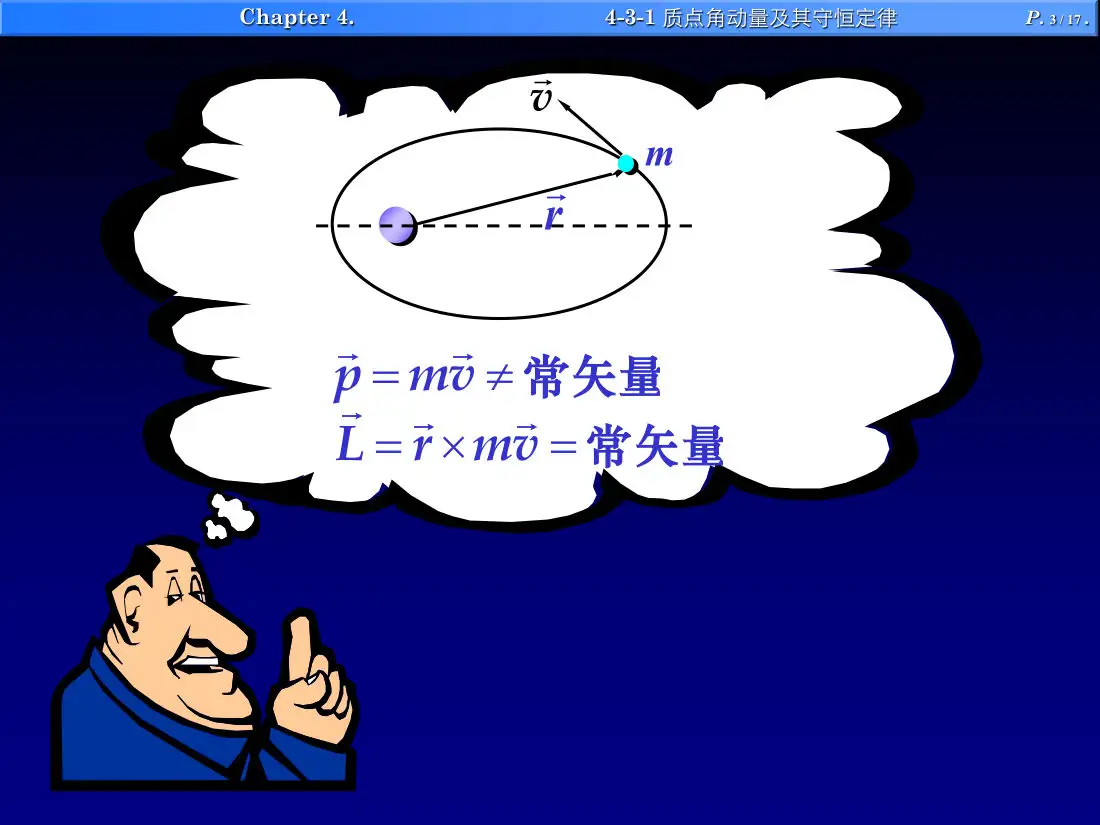 Chapter 4. 4-3-1 质点角动量及其守恒定律 P. 3 / 17 .
v⃗
m
r⃗
p⃗ = mv⃗ ≠ 常矢量
L⃗ = r⃗ × mv⃗ = 常矢量